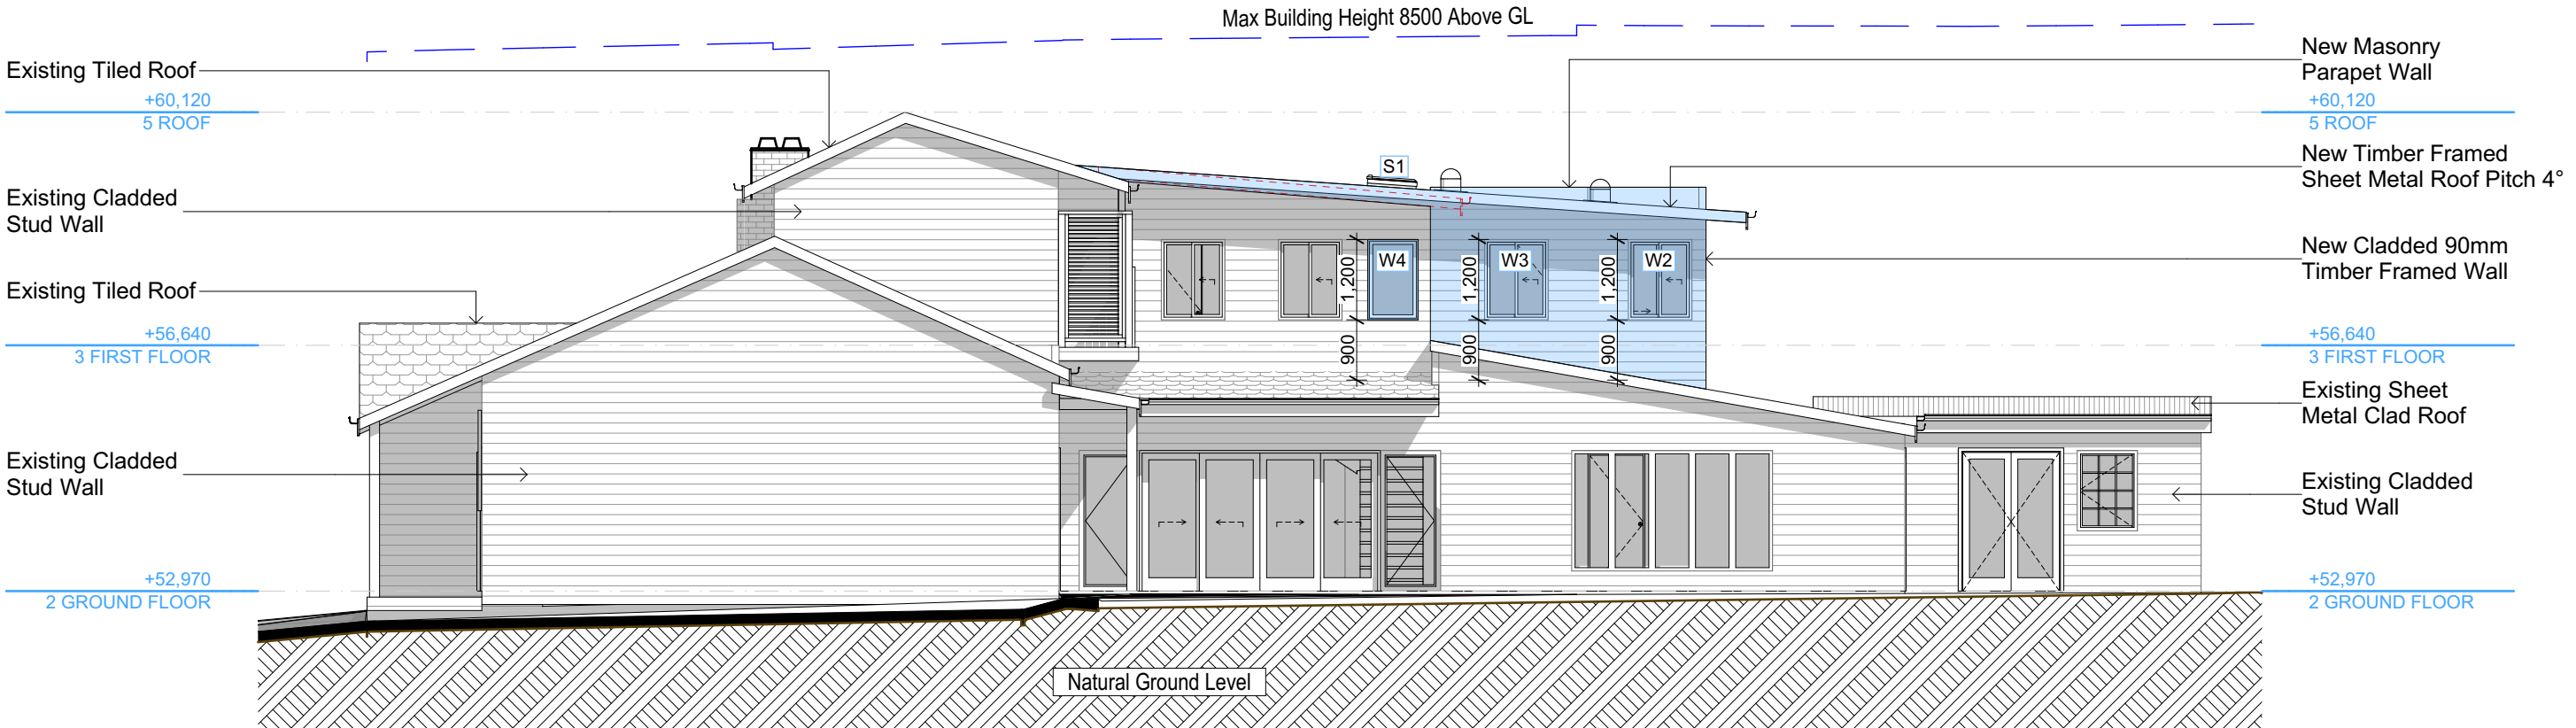 Max Building Height 8500 Above GL
Existing Tiled Roof
+60,120
5 ROOF
Existing Cladded
Stud Wall
Existing Tiled Roof
+56,640
3 FIRST FLOOR
Existing Cladded
Stud Wall
+52,970
2 GROUND FLOOR
S1
W4
W3
W2
1,200
1,200
1,200
900
900
900
New Masonry
Parapet Wall
+60,120
5 ROOF
New Timber Framed
Sheet Metal Roof Pitch 4°
New Cladded 90mm
Timber Framed Wall
+56,640
3 FIRST FLOOR
Existing Sheet
Metal Clad Roof
Existing Cladded
Stud Wall
+52,970
2 GROUND FLOOR
Natural Ground Level